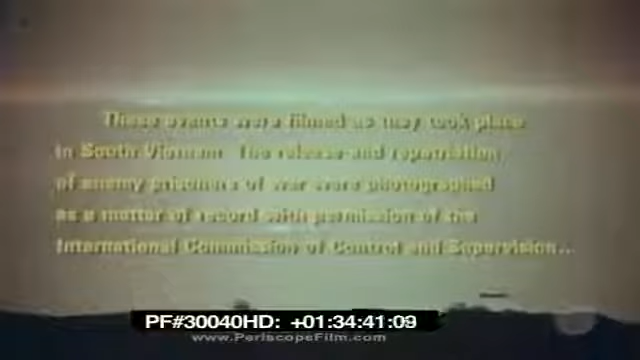 These events were filmed as they took place
in South Vietnam. The release and repatriation
of enemy prisoners of war were photographed
as a matter of record with permission of the
International Commission of Control and Supervision...
PF#30040HD: +01:34:41:09
www.PeriscopeFilm.com